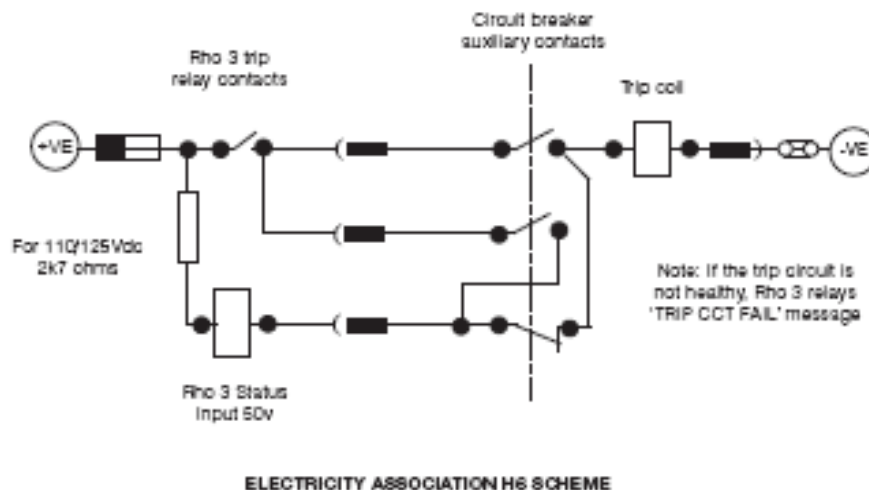 Circuit breaker
auxiliary contacts
Rho 3 trip
relay contacts
Trip coil
+VE
-VE
For 110/125Vdc
2k7 ohms
Note: If the trip circuit is
not healthy, Rho 3 relays
'TRIP CCT FAIL' message
Rho 3 Status
Input 50v
ELECTRICITY ASSOCIATION H6 SCHEME